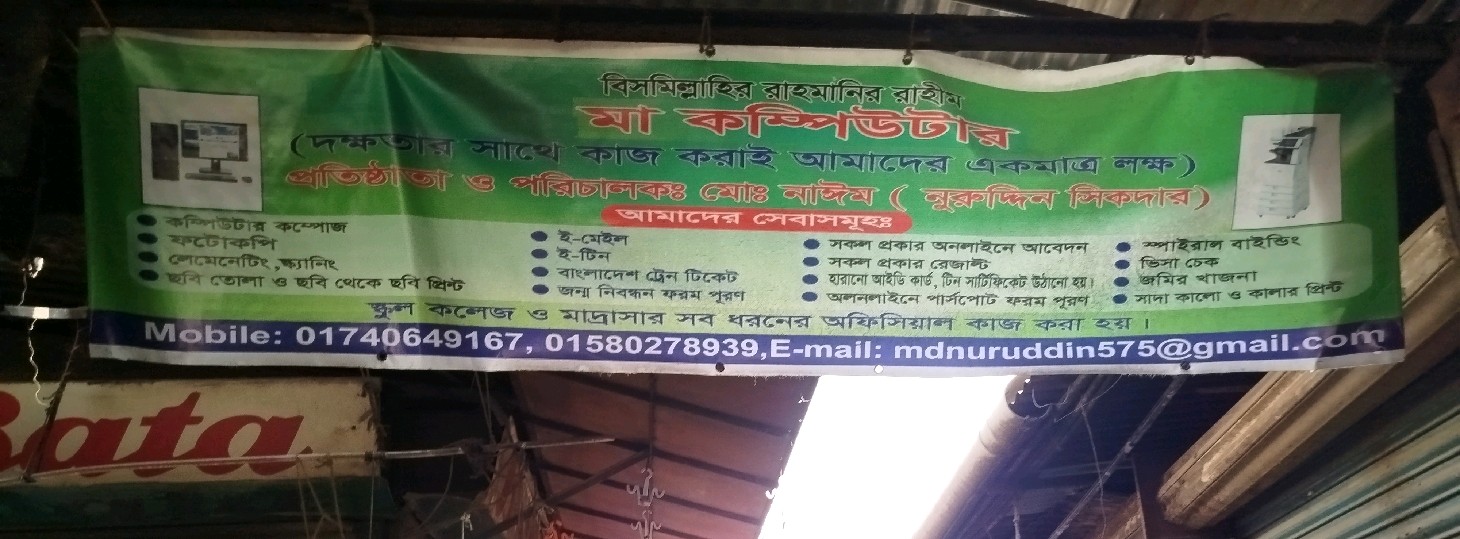 বিসমিল্লাহির রাহমানির রাহীম
মা কম্পিউটার
(দক্ষতার সাথে কাজ করাই আমাদের একমাত্র লক্ষ)
প্রতিষ্ঠাতা ও পরিচালকঃ মোঃ নাঈম ( নুরুদ্দিন সিকদার)
আমাদের সেবাসমূহঃ
কম্পিউটার কম্পোজ
ফটোকপি
লেমেনেটিং ,স্ক্যানিং
ছবি তোলা ও ছবি থেকে ছবি প্রিন্ট
ই-মেইল
ই-টিন
বাংলাদেশ ট্রেন টিকেট
জন্ম নিবন্ধন ফরম পূরণ
সকল প্রকার অনলাইনে আবেদন
সকল প্রকার রেজাল্ট
হারানো আইডি কার্ড, টিন সার্টিফিকেট উঠানো হয়।
অলনলাইনে পার্সপোর্ট ফরম পূরণ
স্পাইরাল বাইন্ডিং
ভিসা চেক
জমির খাজনা
সাদা কালো ও কালার প্রিন্ট
স্কুল কলেজ ও মাদ্রাসার সব ধরনের অফিসিয়াল কাজ করা হয় ।
Mobile: 01740649167, 01580278939,E-mail: mdnuruddin575@gmail.com
Bata